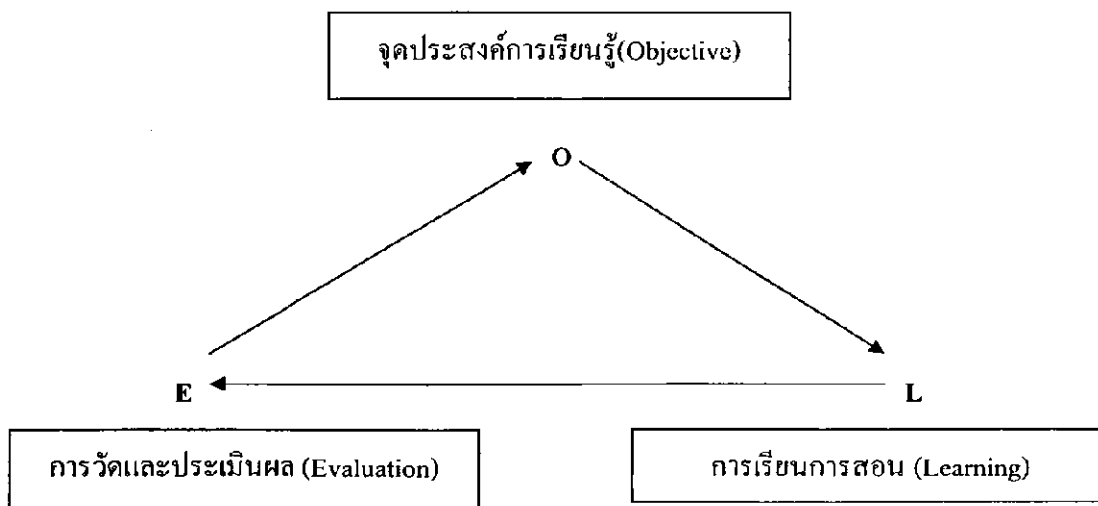 จุดประสงค์การเรียนรู้(Objective)
O
E
L
การวัดและประเมินผล (Evaluation)
การเรียนการสอน (Learning)